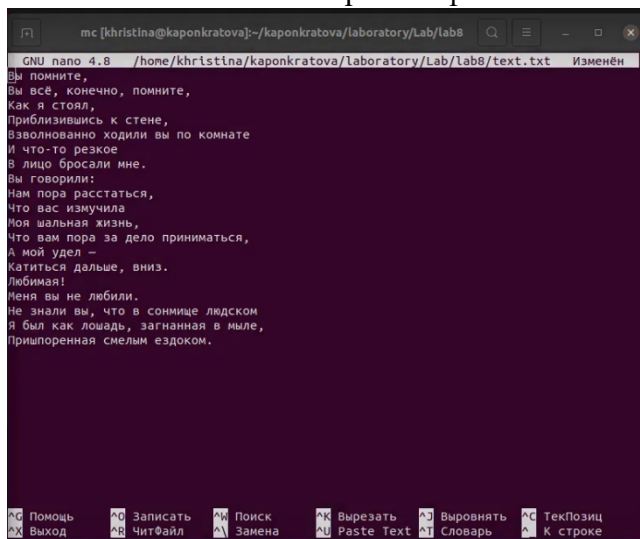 mc [khristina@kaponkratova]:~/kaponkratova/laboratory/Lab/lab8
GNU nano 4.8 /home/khristina/kaponkratova/laboratory/Lab/lab8/text.txt Изменён
Вы помните,
Вы всё, конечно, помните,
Как я стоял,
Приблизившись к стене,
Взволнованно ходили вы по комнате
И что-то резкое
В лицо бросали мне.
Вы говорили:
Нам пора расстаться,
Что вас измучила
Моя шальная жизнь,
Что вам пора за дело приниматься,
А мой удел —
Катиться дальше, вниз.
Любимая!
Меня вы не любили.
Не знали вы, что в сонмище людском
Я был как лошадь, загнанная в мыле,
Пришпоренная смелым ездоком.
^G Помощь ^O Записать ^W Поиск ^K Вырезать ^J Выровнять ^C ТекПозиц
^X Выход ^R ЧитФайл ^\ Замена ^U Paste Text ^T Словарь ^_ К строке